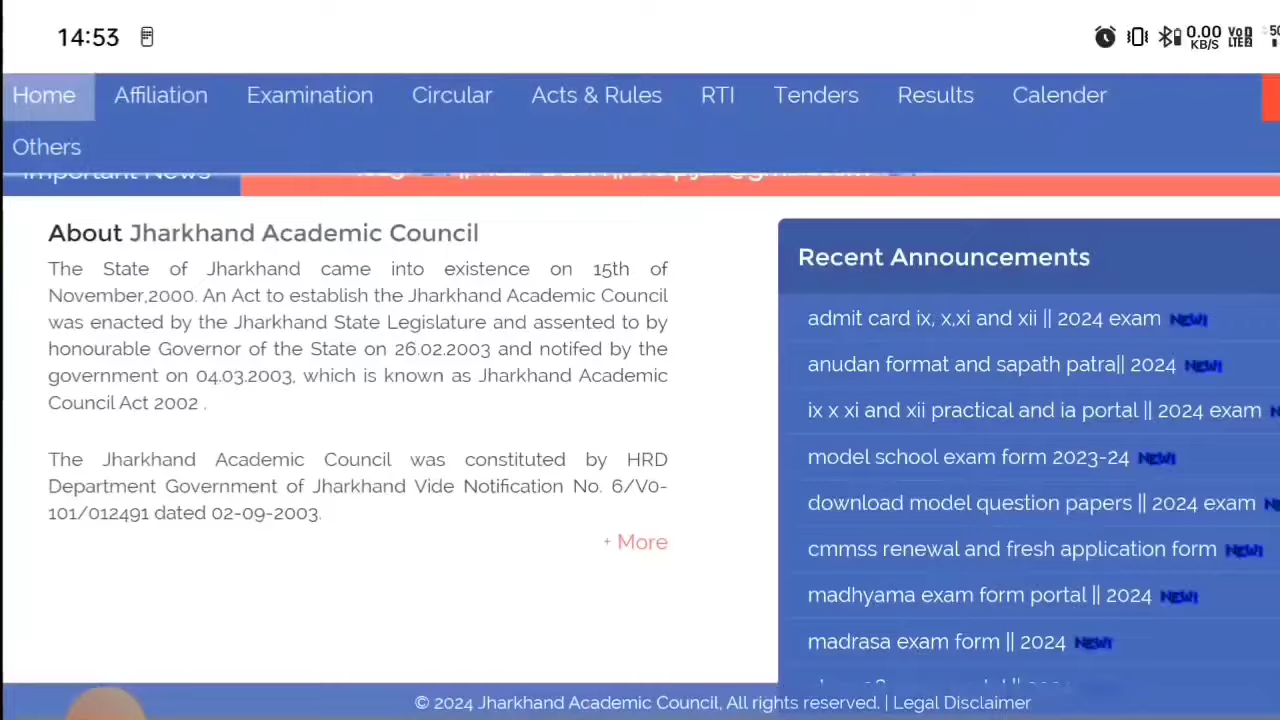 14:53
0.00
KB/S
Home Affiliation Examination Circular Acts & Rules RTI Tenders Results Calender
Others
Important News
About Jharkhand Academic Council
The State of Jharkhand came into existence on 15th of
November,2000. An Act to establish the Jharkhand Academic Council
was enacted by the Jharkhand State Legislature and assented to by
honourable Governor of the State on 26.02.2003 and notifed by the
government on 04.03.2003, which is known as Jharkhand Academic
Council Act 2002 .
The Jharkhand Academic Council was constituted by HRD
Department Government of Jharkhand Vide Notification No. 6/V0-
101/012491 dated 02-09-2003.
+ More
Recent Announcements
admit card ix, x,xi and xii || 2024 exam NEW!
anudan format and sapath patra|| 2024 NEW!
ix x xi and xii practical and ia portal || 2024 exam
model school exam form 2023-24 NEW!
download model question papers || 2024 exam
cmmss renewal and fresh application form NEW!
madhyama exam form portal || 2024 NEW!
madrasa exam form || 2024 NEW!
© 2024 Jharkhand Academic Council, All rights reserved. | Legal Disclaimer